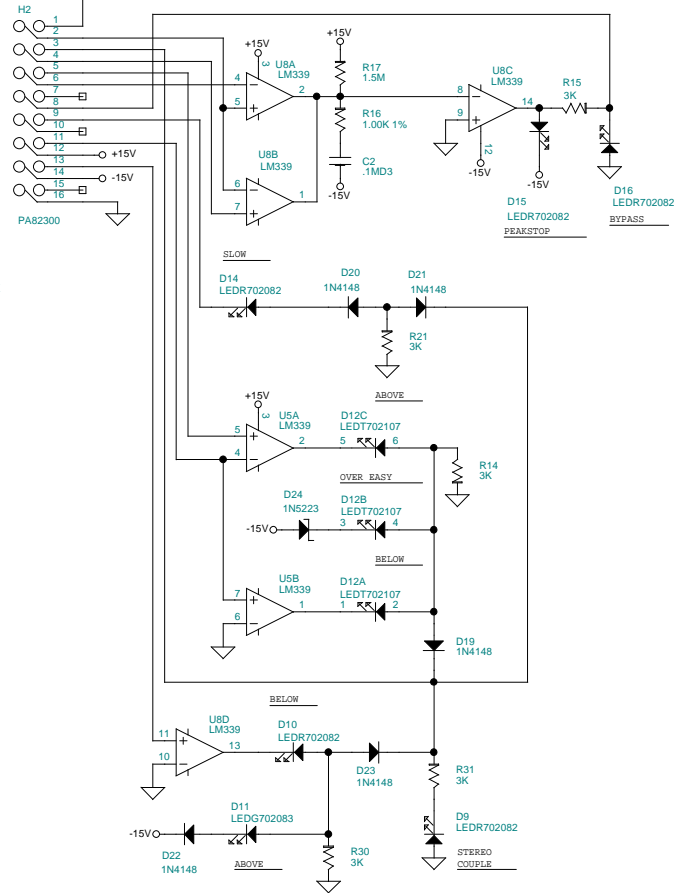 H2
1
2
3
4
5
6
7
8
9
10
11
12
+15V
13
14
-15V
15
16
PA82300
+15V
3
U8A
LM339
4
5
2
+15V
R17
1.5M
R16
1.00K 1%
C2
.1MD3
-15V
U8B
LM339
6
7
1
U8C
LM339
8
9
14
12
-15V
R15
3K
D15
LEDR702082
-15V
PEAKSTOP
D16
LEDR702082
BYPASS
SLOW
D14
LEDR702082
D20
1N4148
D21
1N4148
R21
3K
ABOVE
+15V
3
U5A
LM339
5
4
2
D12C
LEDT702107
5
6
R14
3K
OVER EASY
D24
1N5223
-15V
D12B
LEDT702107
3
4
BELOW
U5B
LM339
7
6
1
D12A
LEDT702107
1
2
D19
1N4148
BELOW
U8D
LM339
11
10
13
D10
LEDR702082
D23
1N4148
R31
3K
D9
LEDR702082
STEREO
COUPLE
D11
LEDG702083
-15V
D22
1N4148
ABOVE
R30
3K